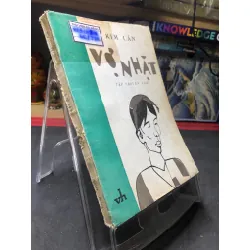 KIM LÂN
VỢ NHẶT
TẬP TRUYỆN NGẮN
vh
KNOWLEDGE